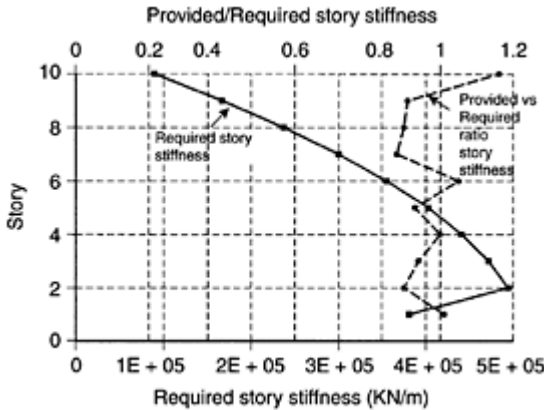 Provided/Required story stiffness
0 0.2 0.4 0.6 0.8 1 1.2
10
8
6
4
2
0
Story
Required story
stiffness
Provided vs
Required
ratio
story
stiffness
0 1E + 05 2E + 05 3E + 05 4E + 05 5E + 05
Required story stiffness (KN/m)